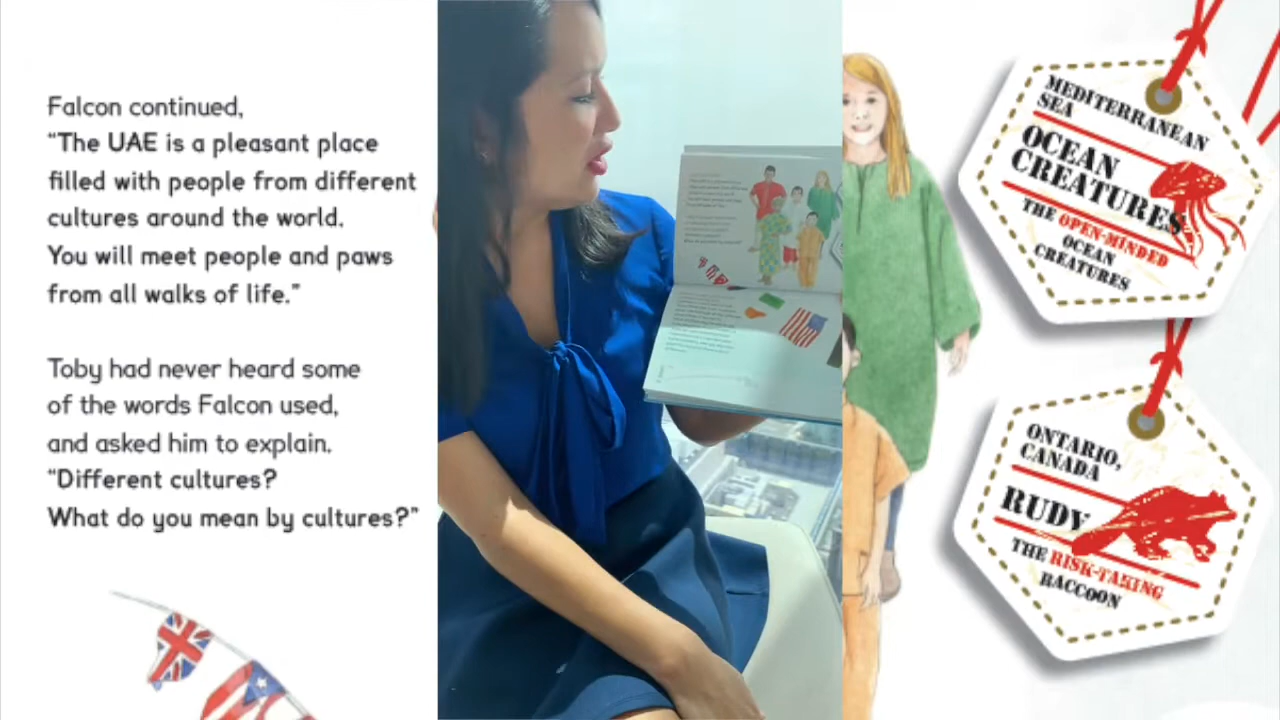 Falcon continued,
“The UAE is a pleasant place
filled with people from different
cultures around the world.
You will meet people and paws
from all walks of life.”
Toby had never heard some
of the words Falcon used,
and asked him to explain.
“Different cultures?
What do you mean by cultures?”
MEDITERRANEAN
SEA
OCEAN
CREATURES
THE OPEN-MINDED
OCEAN
CREATURES
ONTARIO,
CANADA
RUDY
THE RISK-TAKING
RACCOON